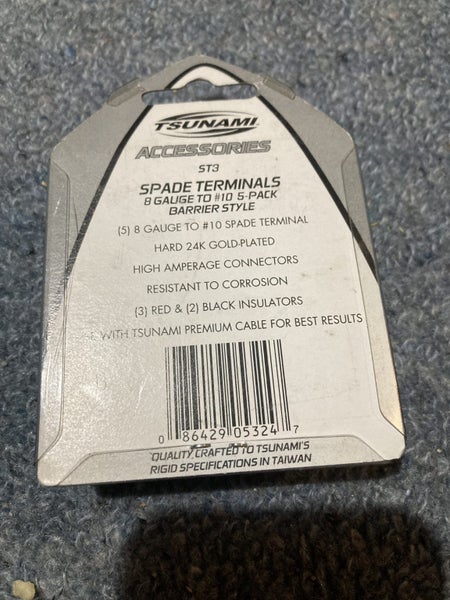 TSUNAMI
ACCESSORIES
ST3
SPADE TERMINALS
8 GAUGE TO #10 5-PACK
BARRIER STYLE
(5) 8 GAUGE TO #10 SPADE TERMINAL
HARD 24K GOLD-PLATED
HIGH AMPERAGE CONNECTORS
RESISTANT TO CORROSION
(3) RED & (2) BLACK INSULATORS
WITH TSUNAMI PREMIUM CABLE FOR BEST RESULTS
0 86429 05324 7
QUALITY CRAFTED TO TSUNAMI'S
RIGID SPECIFICATIONS IN TAIWAN